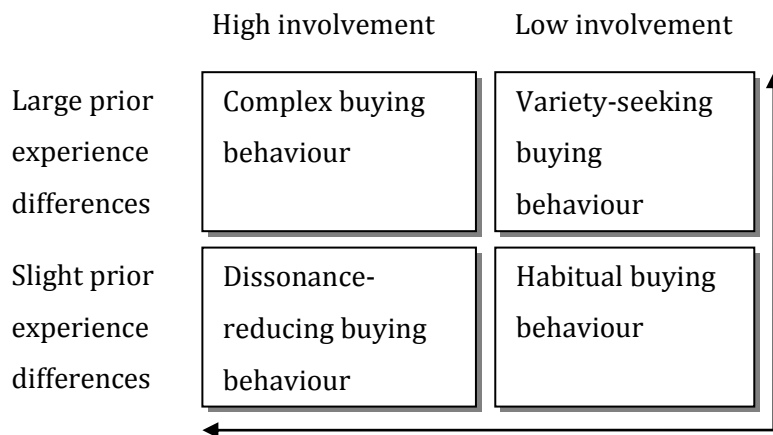 High involvement
Low involvement
Large prior
experience
differences
Complex buying
behaviour
Variety-seeking
buying
behaviour
Slight prior
experience
differences
Dissonance-
reducing buying
behaviour
Habitual buying
behaviour